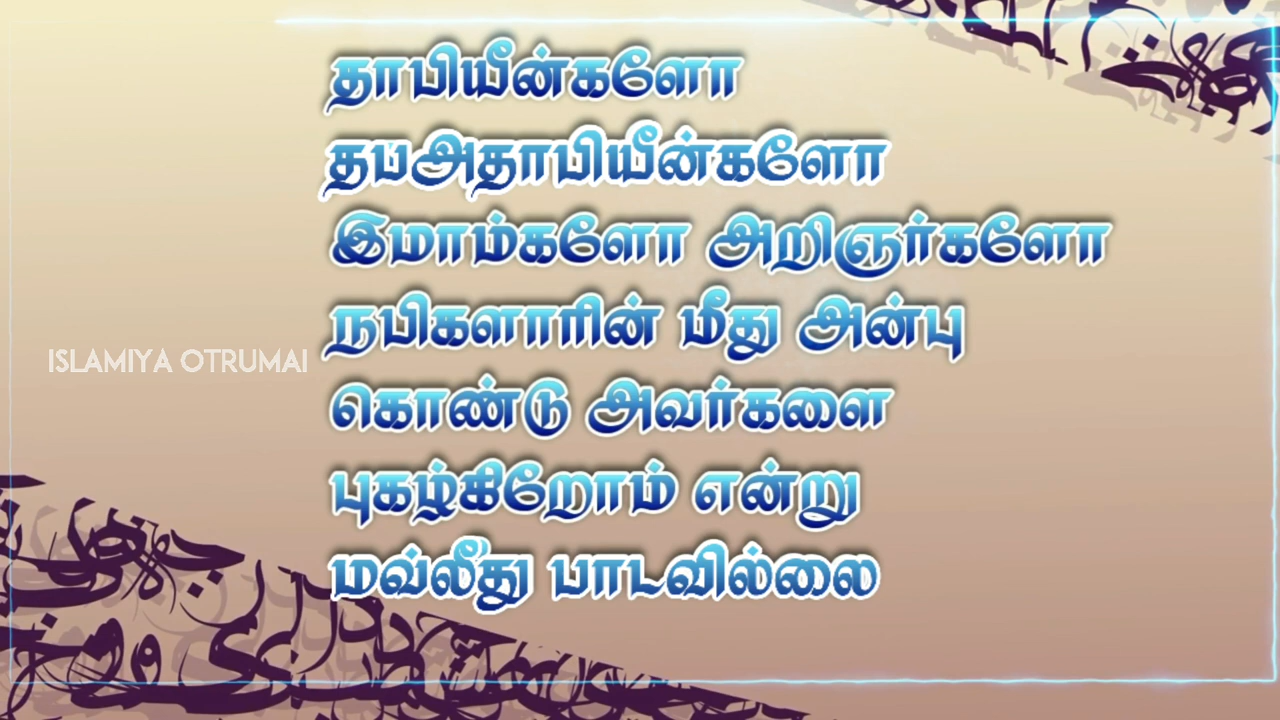 தாபியீன்களோ
தபஅதாபியீன்களோ
இமாம்களோ அறிஞர்களோ
நபிகளாரின் மீது அன்பு
ISLAMIYA OTRUMAI
கொண்டு அவர்களை
புகழ்கிறோம் என்று
மவ்லீது பாடவில்லை